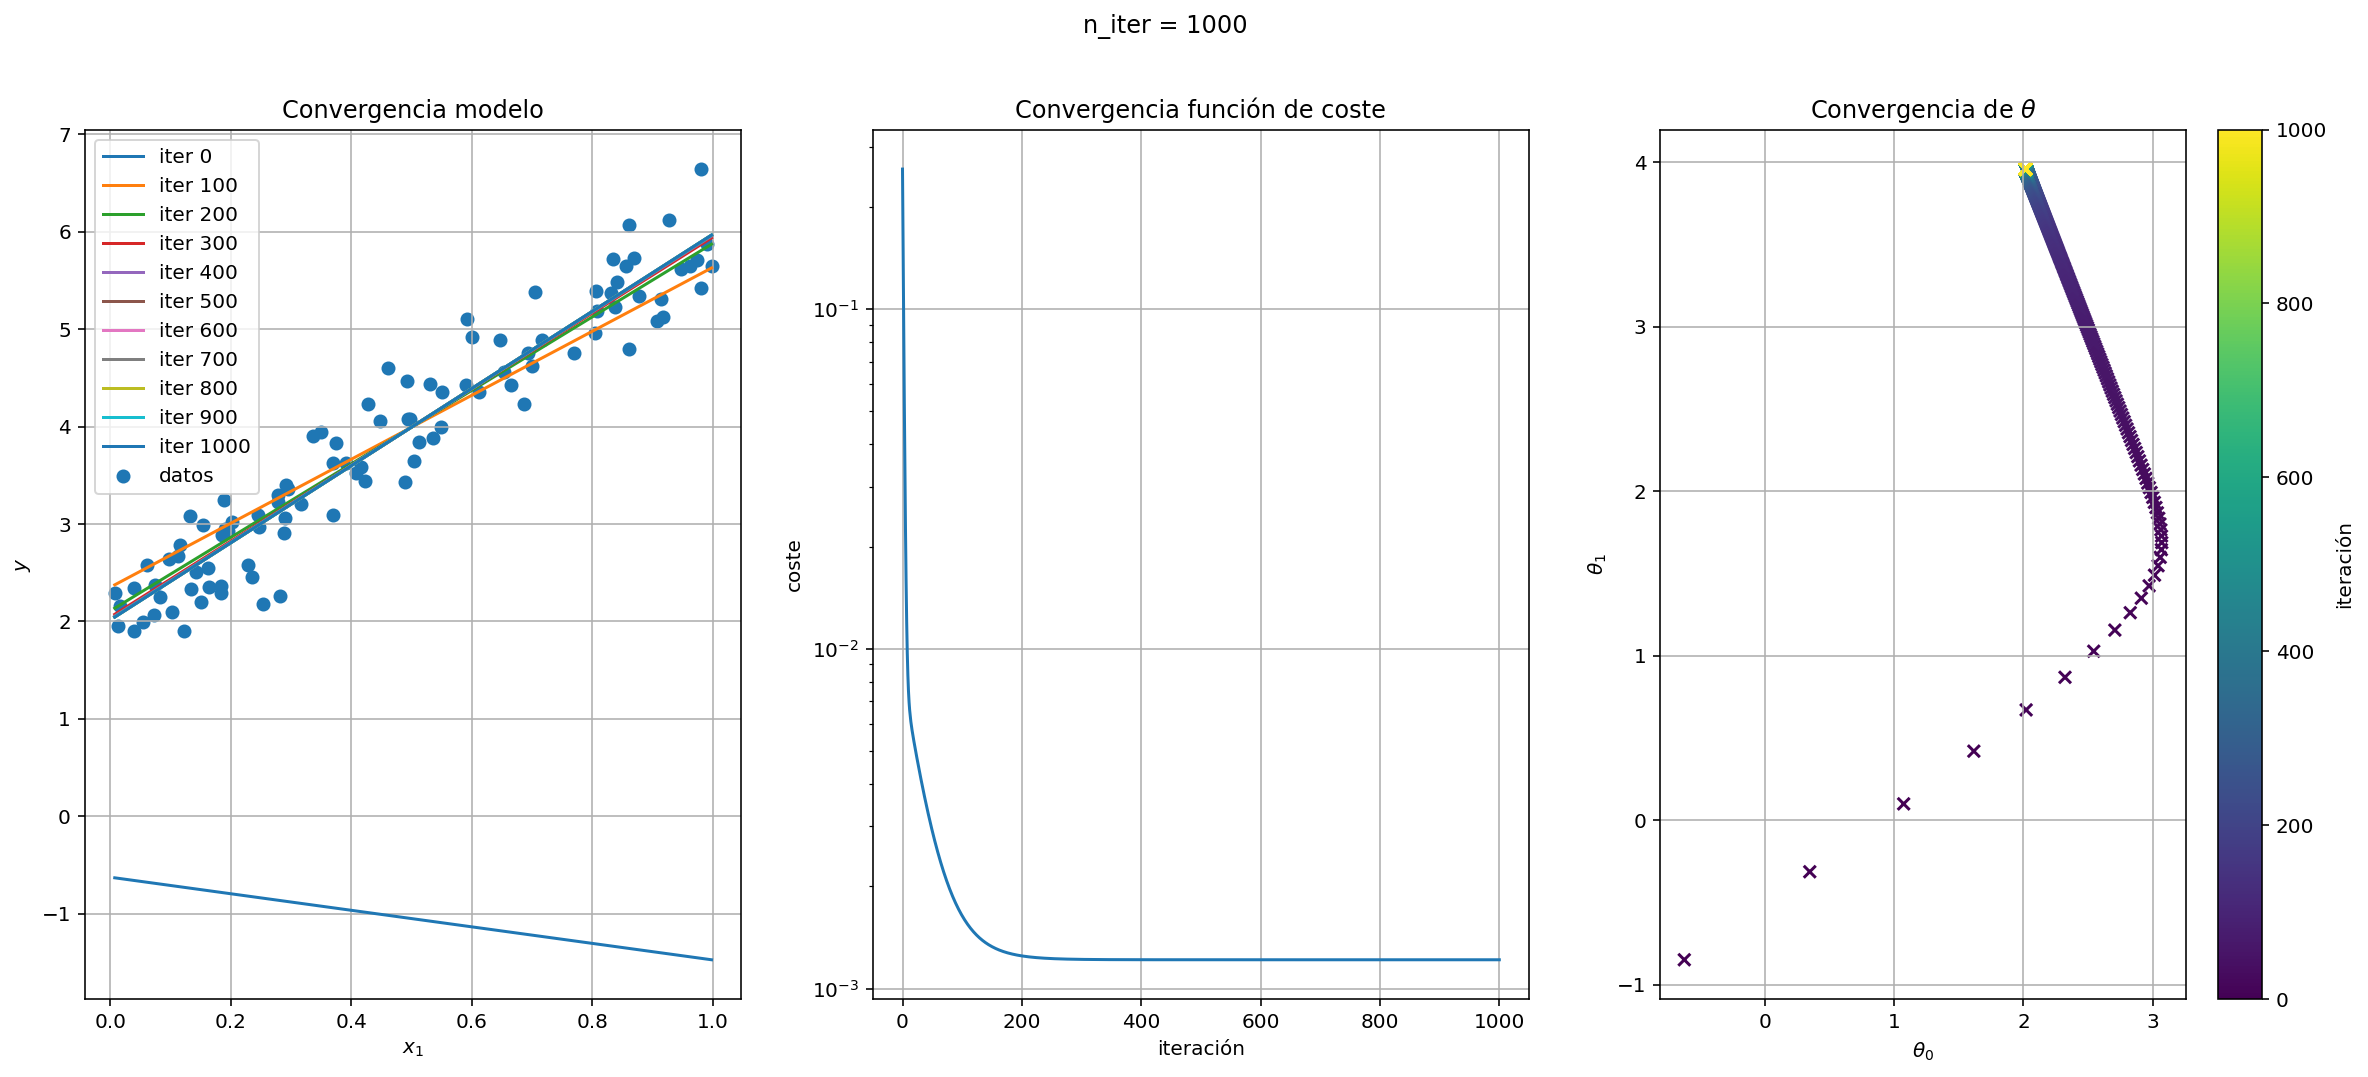 n_iter = 1000
Convergencia modelo
7
6
5
4
3
2
1
0
−1
y
iter 0
iter 100
iter 200
iter 300
iter 400
iter 500
iter 600
iter 700
iter 800
iter 900
iter 1000
datos
0.0 0.2 0.4 0.6 0.8 1.0
x₁
Convergencia función de coste
10⁻¹
10⁻²
10⁻³
coste
0 200 400 600 800 1000
iteración
Convergencia de θ
4
3
2
1
0
−1
θ₁
0 1 2 3
θ₀
1000
800
600
400
200
0
iteración